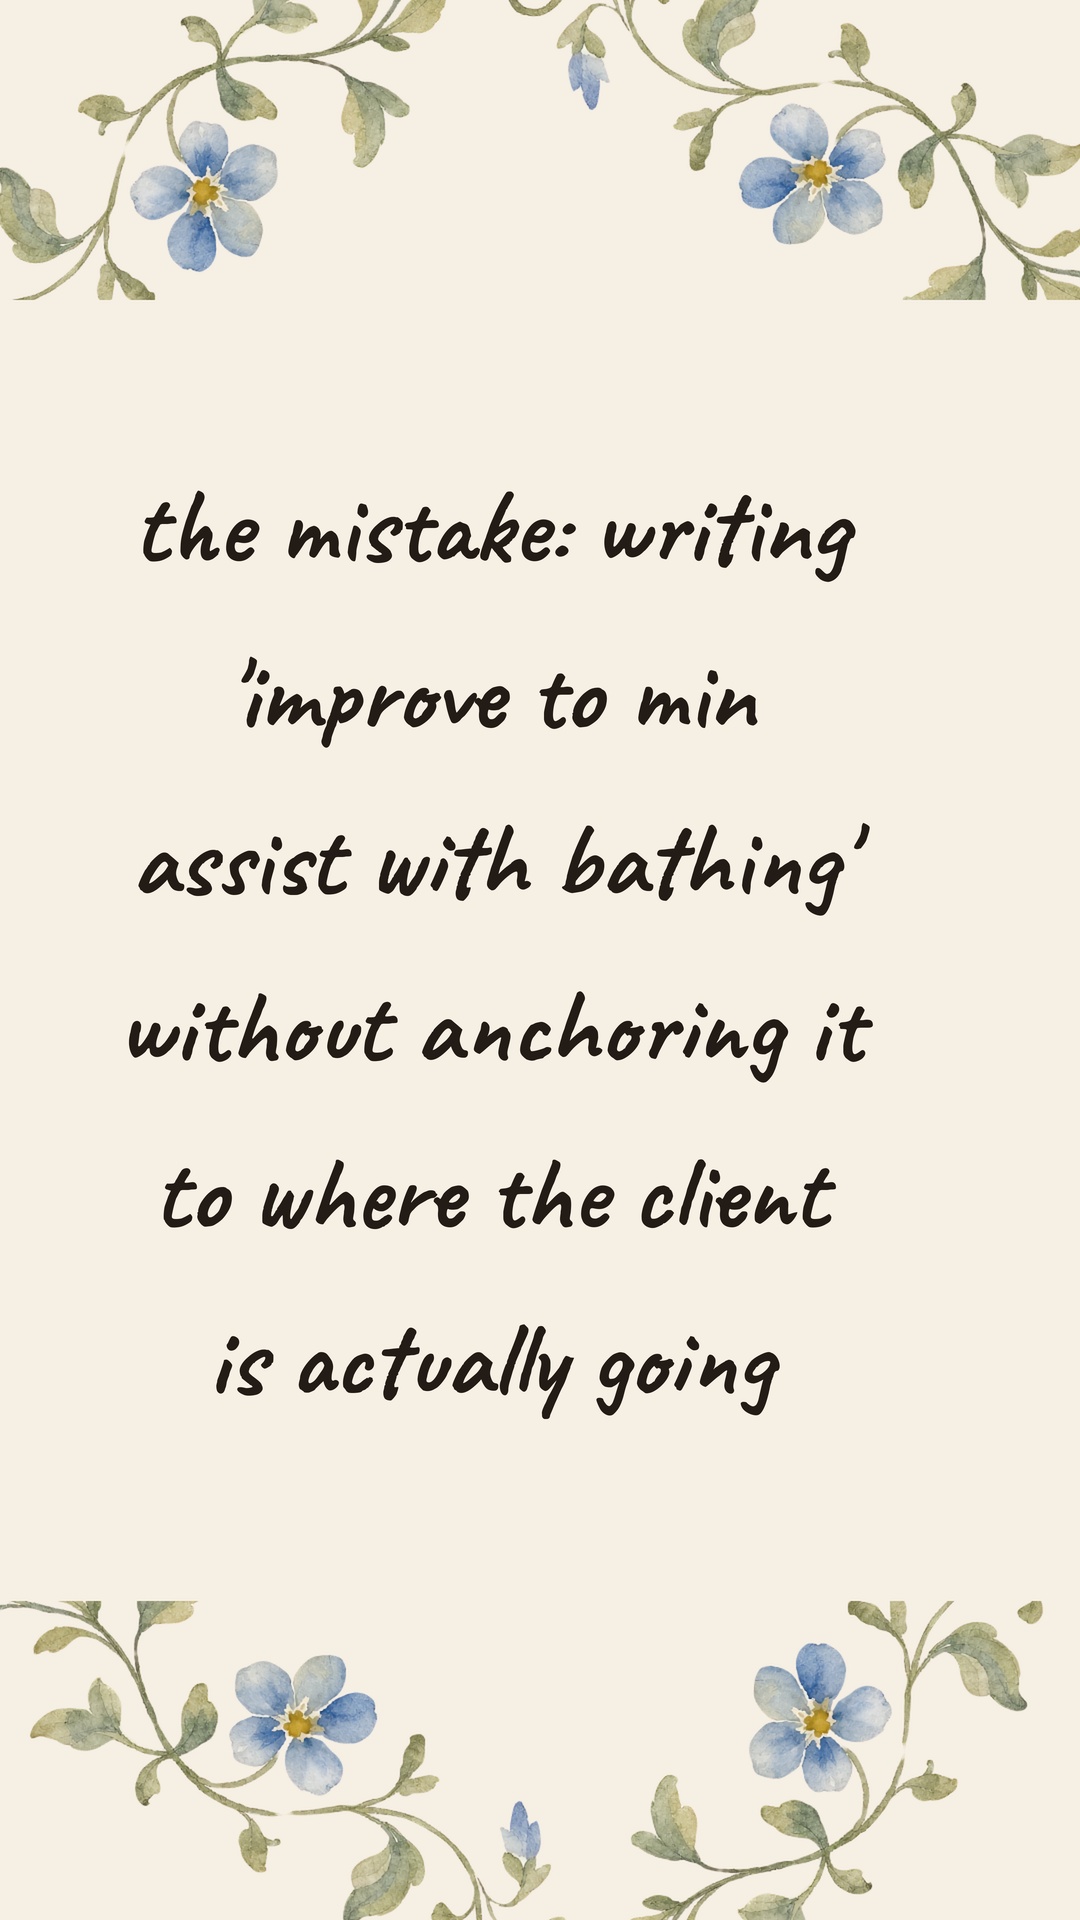 the mistake: writing
'improve to min
assist with bathing'
without anchoring it
to where the client
is actually going